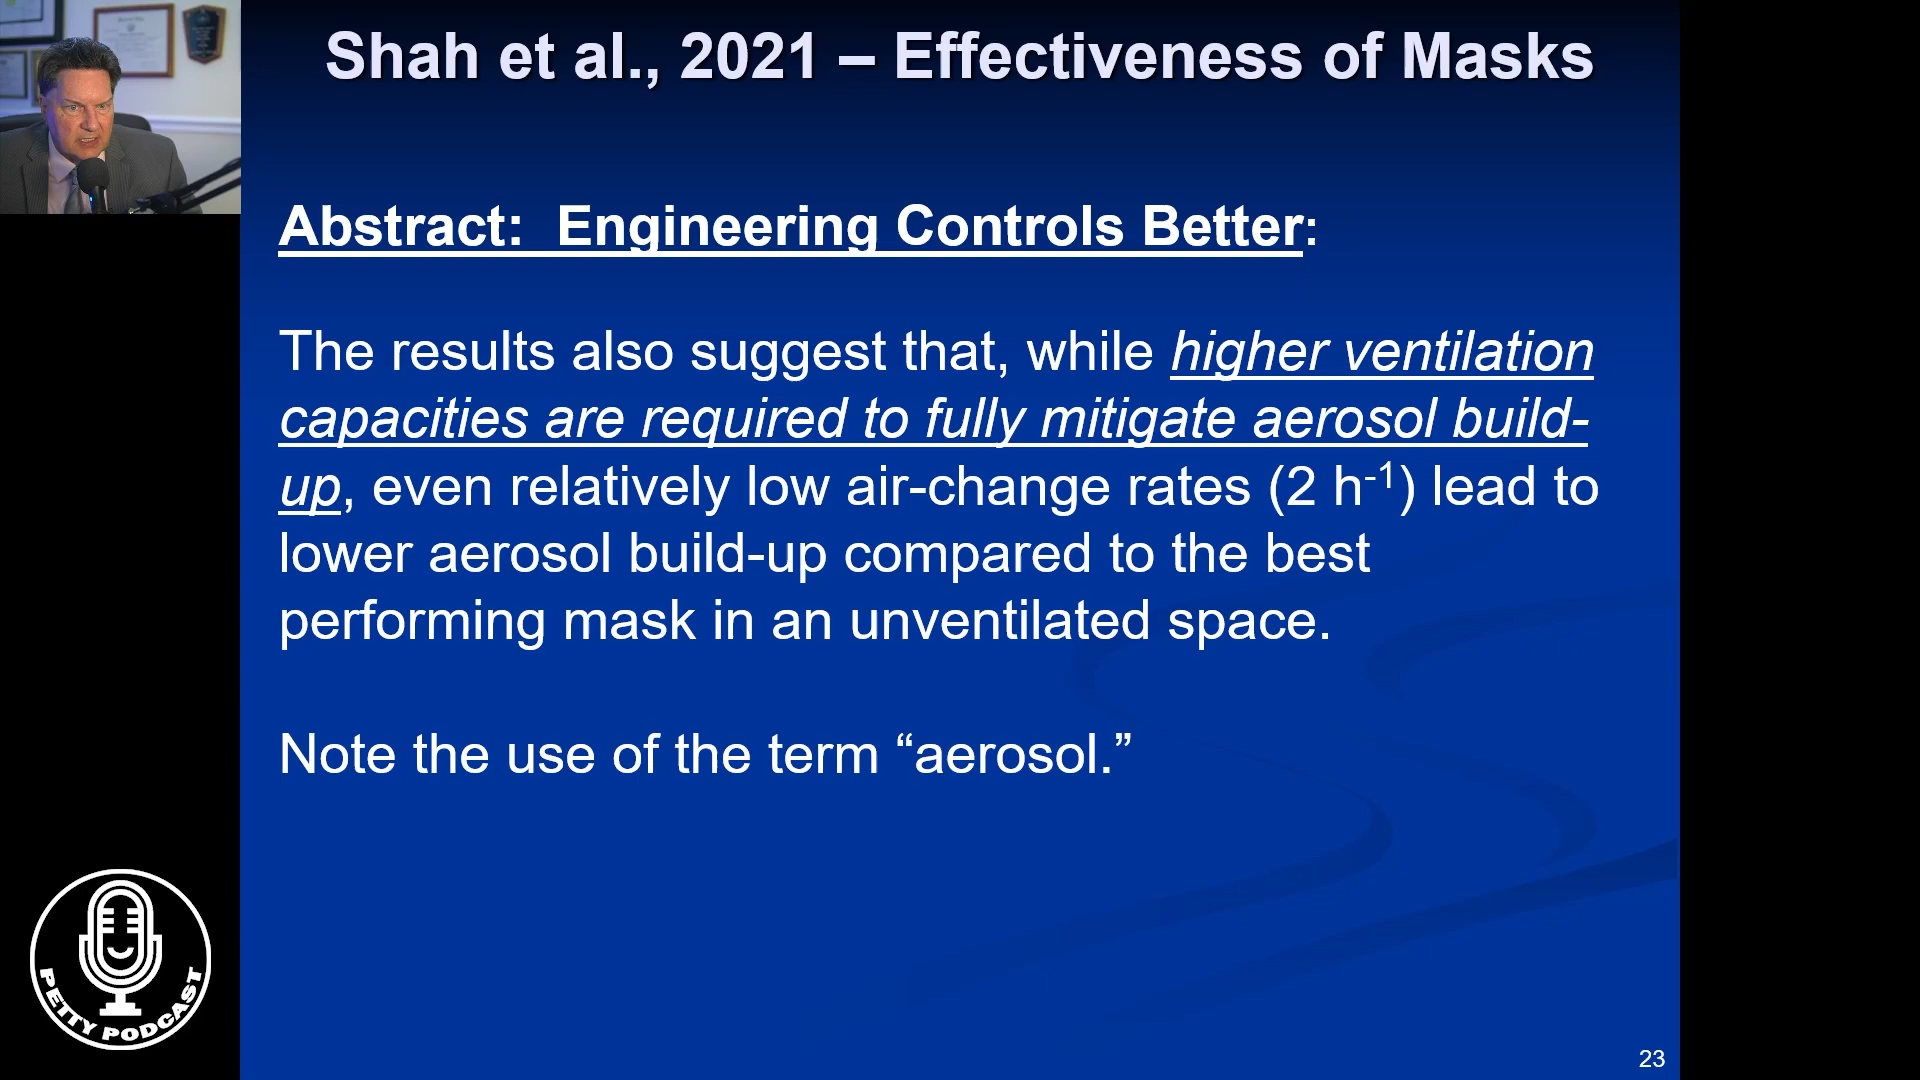 Shah et al., 2021 – Effectiveness of Masks
Abstract:  Engineering Controls Better:
The results also suggest that, while higher ventilation
capacities are required to fully mitigate aerosol build-
up, even relatively low air-change rates (2 h-1) lead to
lower aerosol build-up compared to the best
performing mask in an unventilated space.
Note the use of the term “aerosol.”
PETTY PODCAST
23